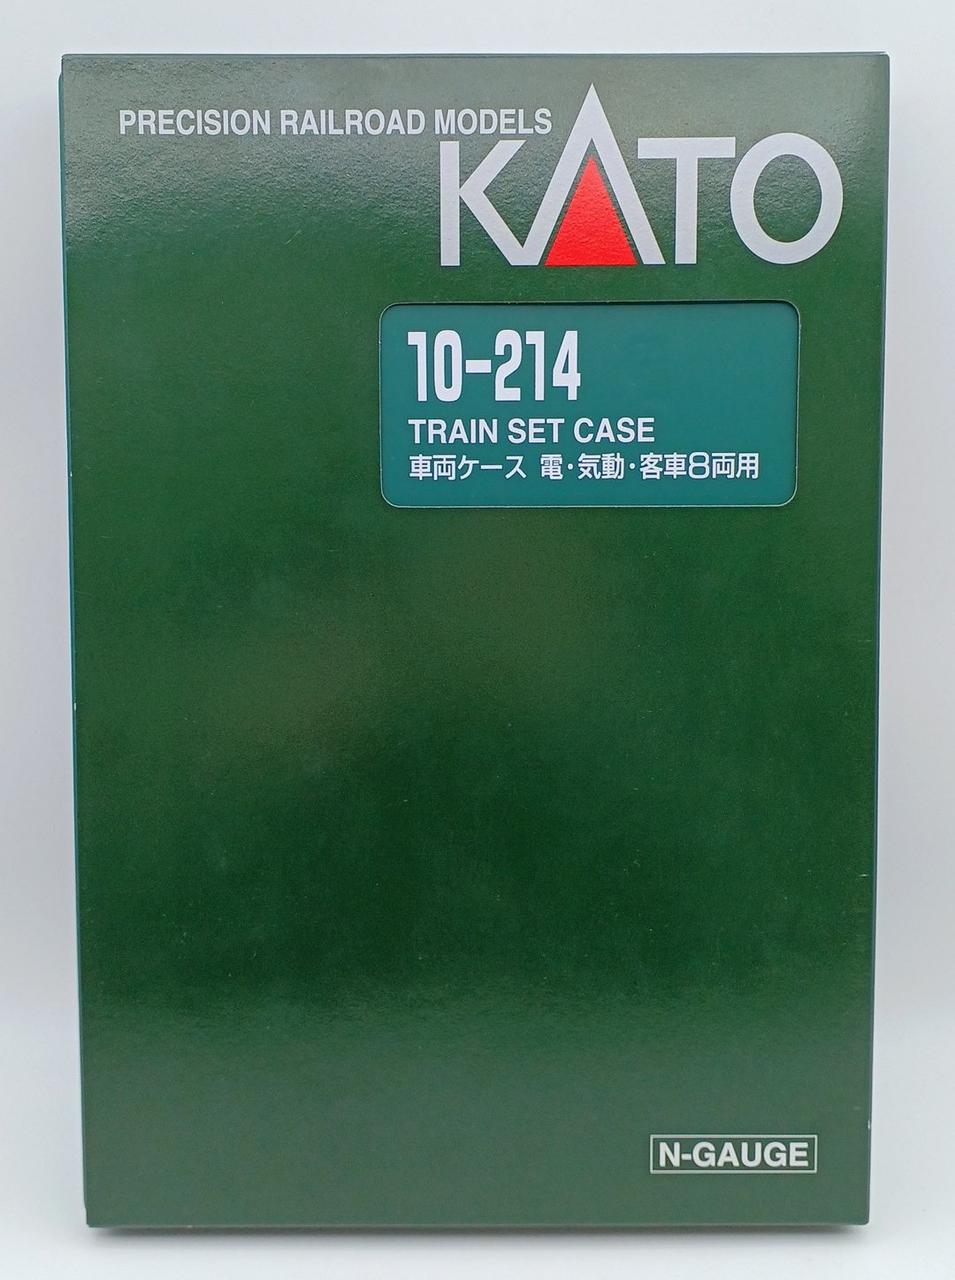 PRECISION RAILROAD MODELS
KATO
10-214
TRAIN SET CASE
車両ケース 電・気動・客車8両用
N-GAUGE